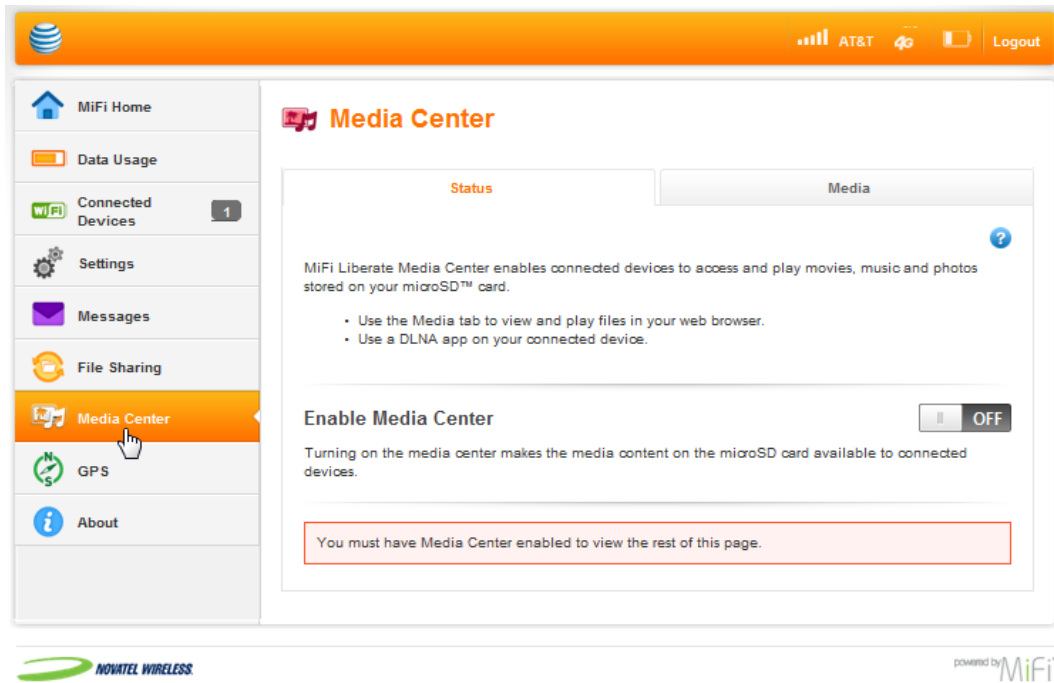 AT&T 4G Logout
MiFi Home
Data Usage
WiFi Connected Devices 1
Settings
Messages
File Sharing
Media Center
N S GPS
i About
Media Center
Status Media
?
MiFi Liberate Media Center enables connected devices to access and play movies, music and photos
stored on your microSD™ card.
• Use the Media tab to view and play files in your web browser.
• Use a DLNA app on your connected device.
Enable Media Center OFF
Turning on the media center makes the media content on the microSD card available to connected
devices.
You must have Media Center enabled to view the rest of this page.
NOVATEL WIRELESS. powered by MiFi